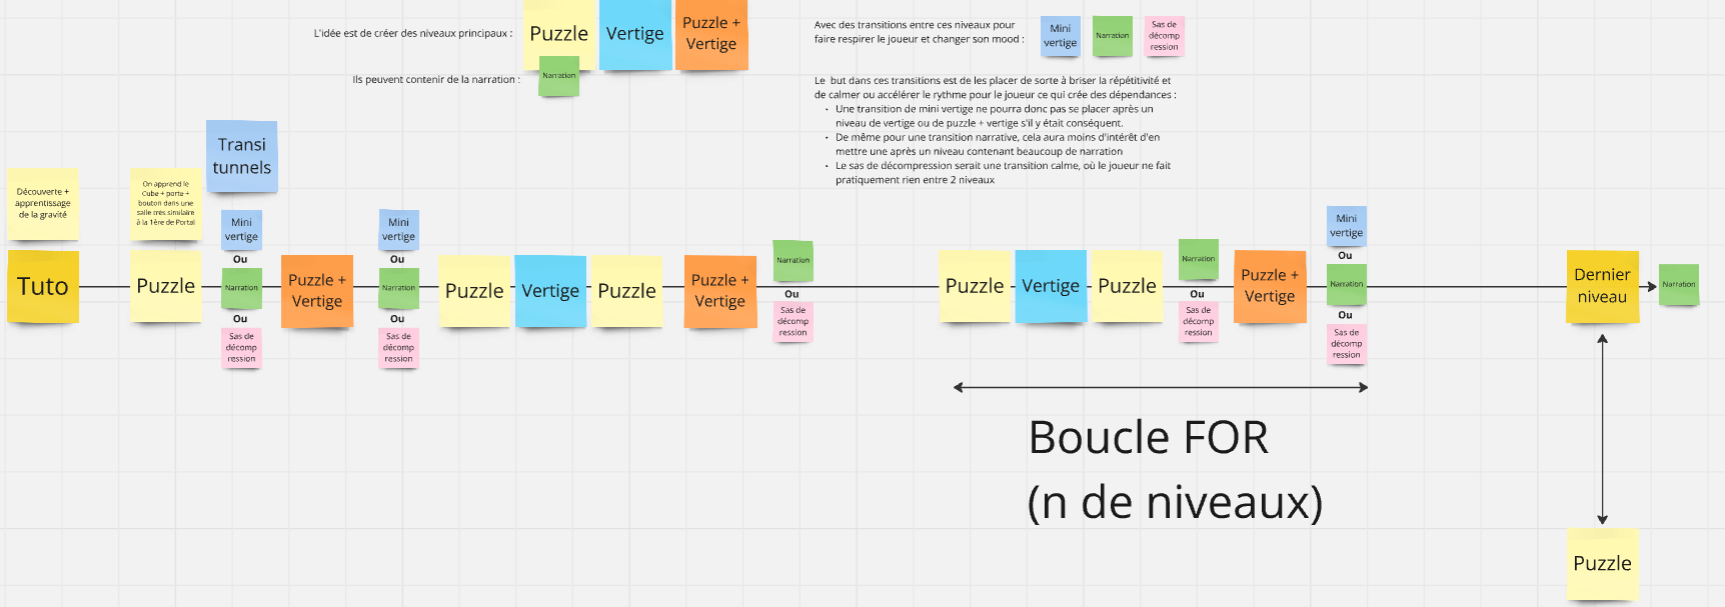 L'idée est de créer des niveaux principaux :
Puzzle
Vertige
Puzzle +
Vertige
Ils peuvent contenir de la narration :
Narration
Avec des transitions entre ces niveaux pour
faire respirer le joueur et changer son mood :
Mini
vertige
Narration
Sas de
décomp
ression
Le but dans ces transitions est de les placer de sorte à briser la répétitivité et
de calmer ou accélérer le rythme pour le joueur ce qui crée des dépendances :
- Une transition de mini vertige ne pourra donc pas se placer après un
niveau de vertige ou de puzzle + vertige s'il y était conséquent.
- De même pour une transition narrative, cela aura moins d'intérêt d'en
mettre une après un niveau contenant beaucoup de narration
- Le sas de décompression serait une transition calme, où le joueur ne fait
pratiquement rien entre 2 niveaux
Découverte +
apprentissage
de la gravité
Tuto
On apprend le
Cube + porte +
bouton dans une
salle très similaire
à la 1ère de Portal
Puzzle
Transi
tunnels
Mini
vertige
Ou
Narration
Ou
Sas de
décomp
ression
Puzzle +
Vertige
Mini
vertige
Ou
Narration
Ou
Sas de
décomp
ression
Puzzle
Vertige
Puzzle
Puzzle +
Vertige
Narration
Ou
Sas de
décomp
ression
Puzzle
Vertige
Puzzle
Narration
Ou
Sas de
décomp
ression
Puzzle +
Vertige
Mini
vertige
Ou
Narration
Ou
Sas de
décomp
ression
Boucle FOR
(n de niveaux)
Dernier
niveau
Narration
Puzzle